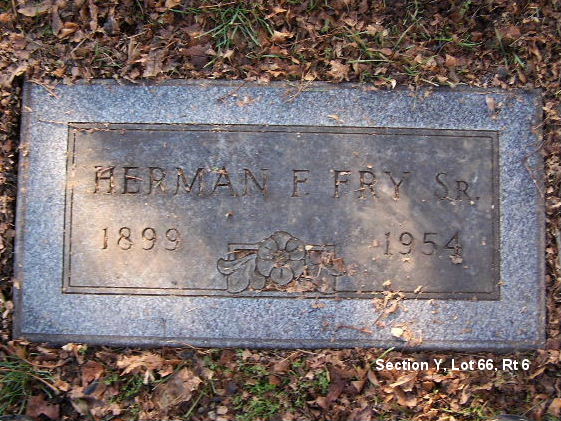 HERMAN E FRY SR.
1899 1954
Section Y, Lot 66, Rt 6